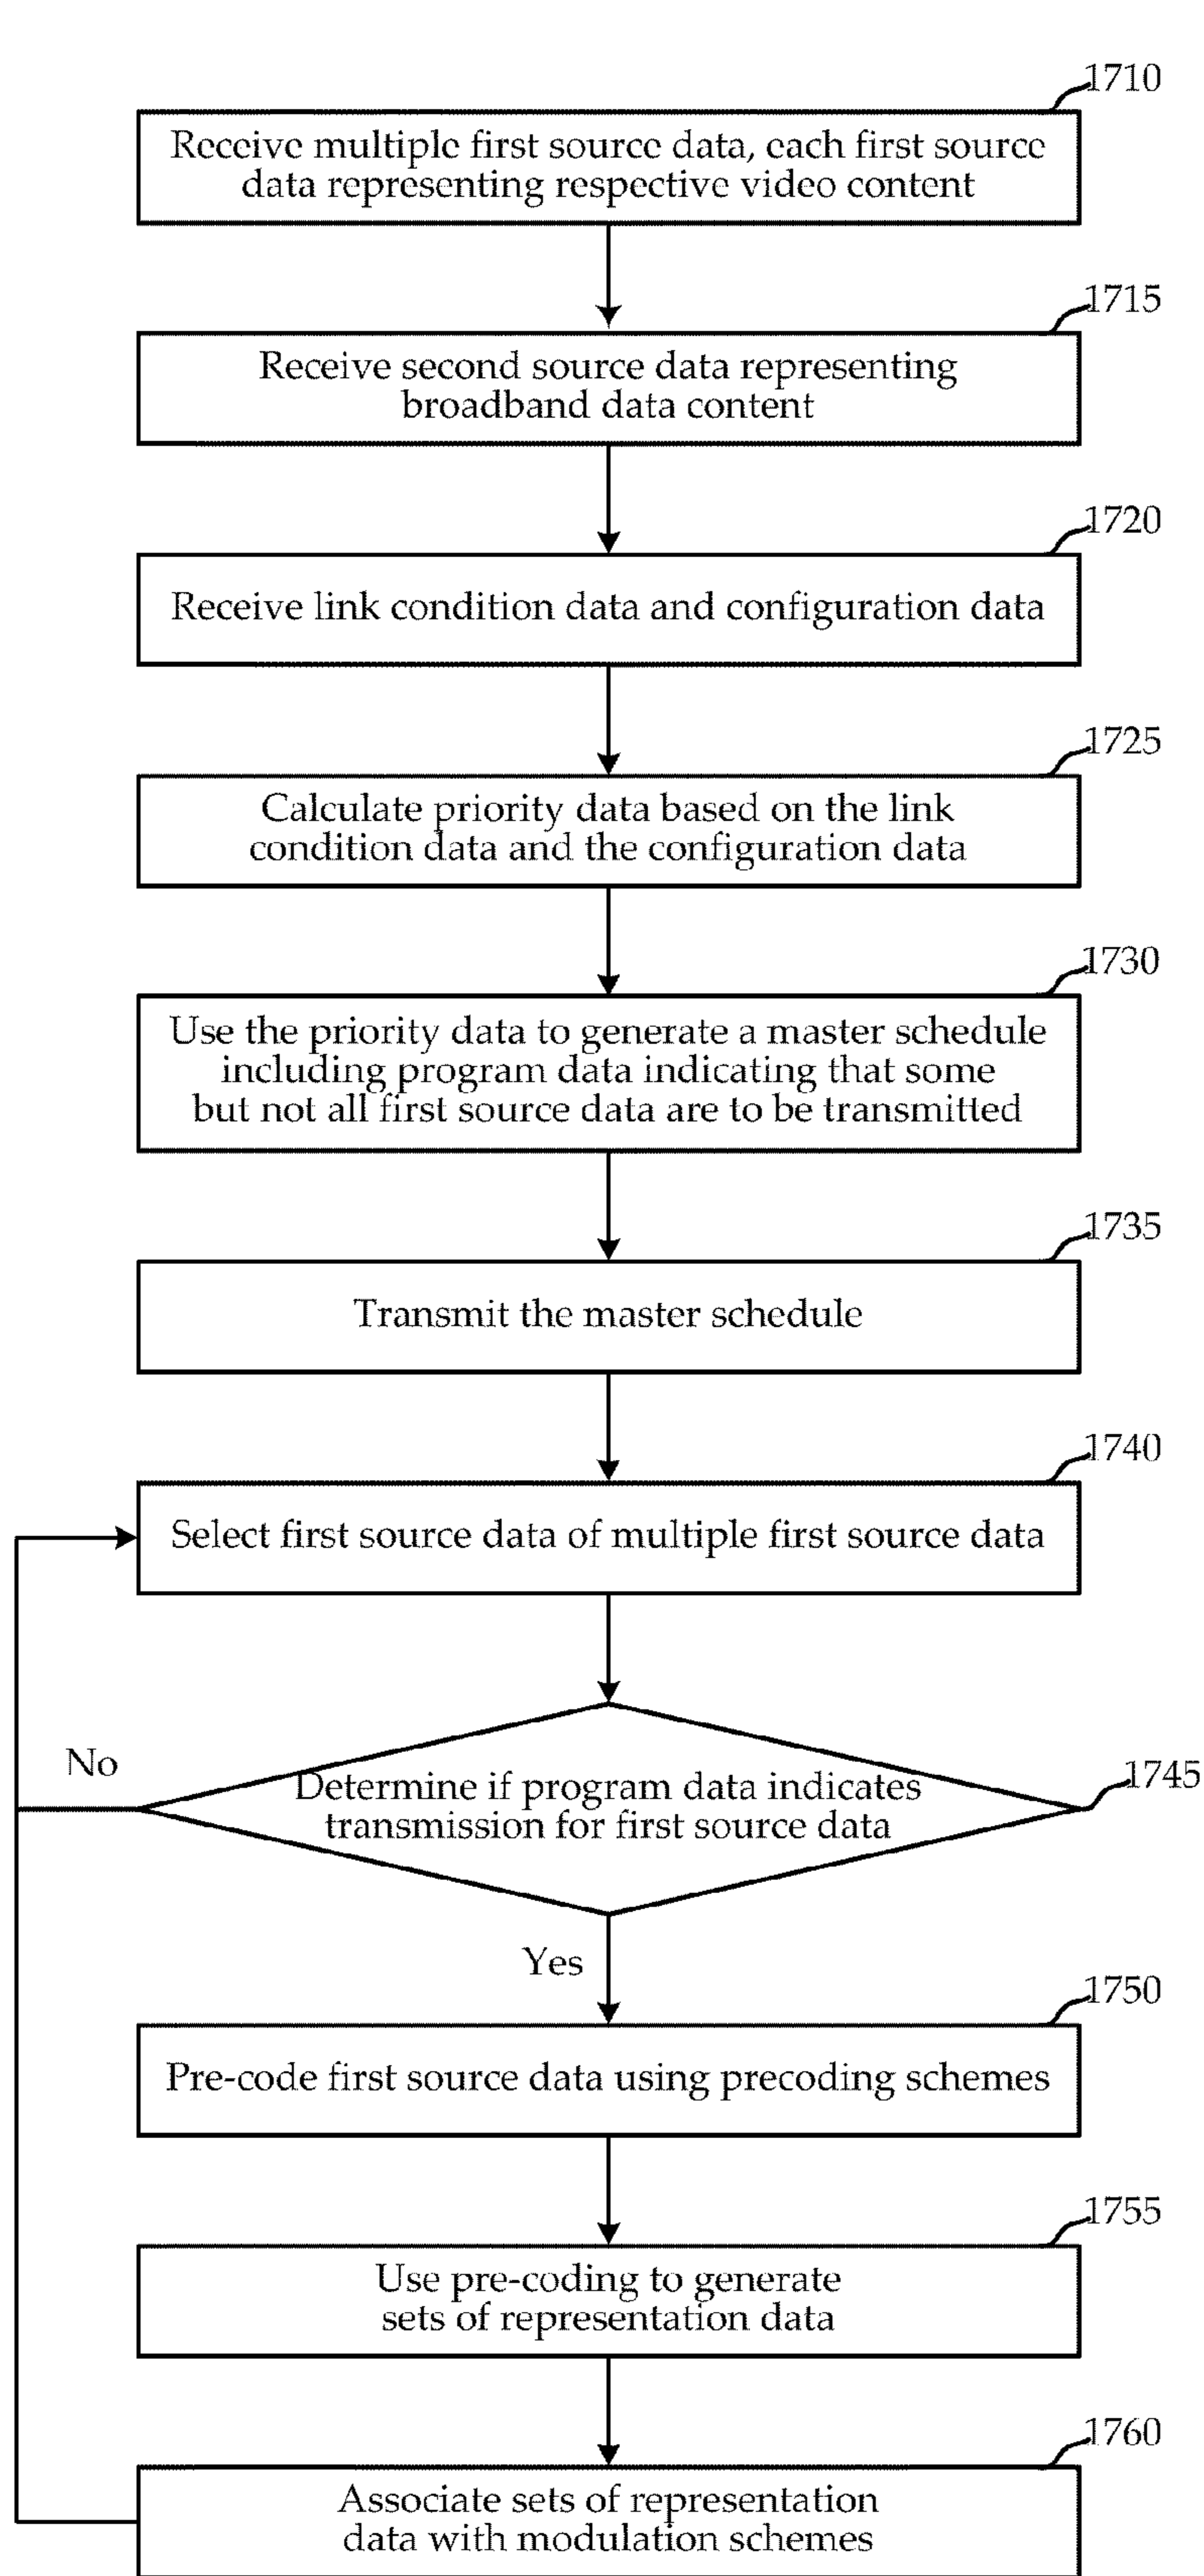 1710
Receive multiple first source data, each first source
data representing respective video content
1715
Receive second source data representing
broadband data content
1720
Receive link condition data and configuration data
1725
Calculate priority data based on the link
condition data and the configuration data
1730
Use the priority data to generate a master schedule
including program data indicating that some
but not all first source data are to be transmitted
1735
Transmit the master schedule
1740
Select first source data of multiple first source data
No
1745
Determine if program data indicates
transmission for first source data
Yes
1750
Pre-code first source data using precoding schemes
1755
Use pre-coding to generate
sets of representation data
1760
Associate sets of representation
data with modulation schemes